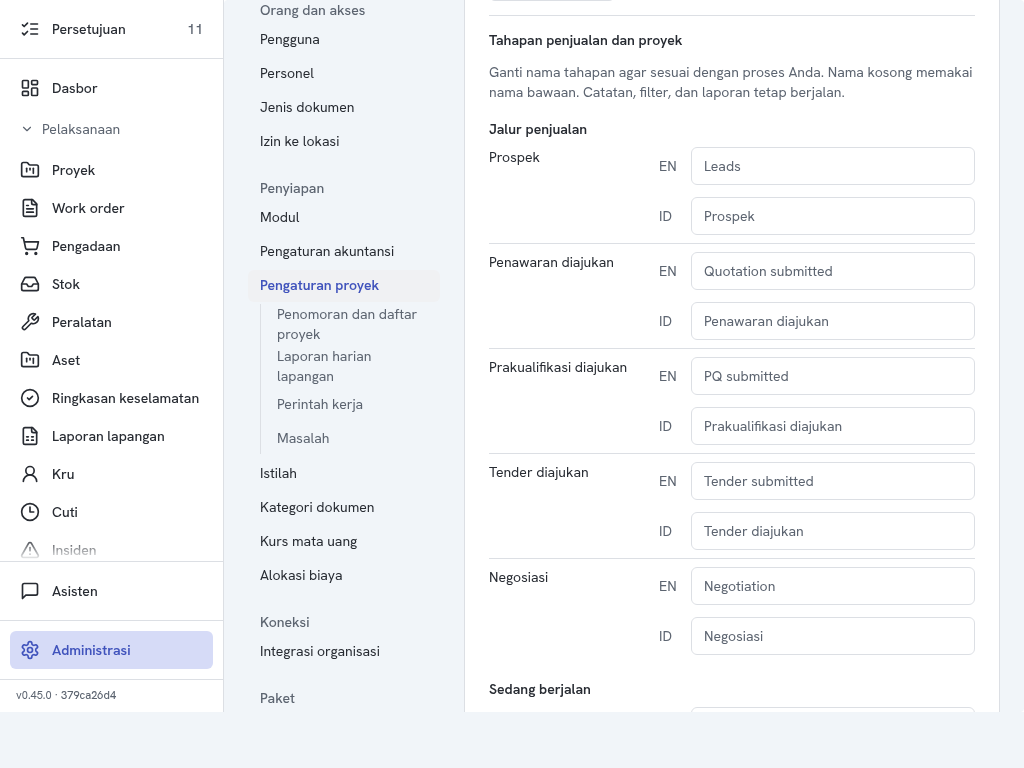 Persetujuan 11
Dasbor
Pelaksanaan
Proyek
Work order
Pengadaan
Stok
Peralatan
Aset
Ringkasan keselamatan
Laporan lapangan
Kru
Cuti
Insiden
Asisten
Administrasi
v0.45.0 · 379ca26d4
Orang dan akses
Pengguna
Personel
Jenis dokumen
Izin ke lokasi
Penyiapan
Modul
Pengaturan akuntansi
Pengaturan proyek
Penomoran dan daftar
proyek
Laporan harian
lapangan
Perintah kerja
Masalah
Istilah
Kategori dokumen
Kurs mata uang
Alokasi biaya
Koneksi
Integrasi organisasi
Paket
Tahapan penjualan dan proyek
Ganti nama tahapan agar sesuai dengan proses Anda. Nama kosong memakai
nama bawaan. Catatan, filter, dan laporan tetap berjalan.
Jalur penjualan
Prospek EN Leads
ID Prospek
Penawaran diajukan EN Quotation submitted
ID Penawaran diajukan
Prakualifikasi diajukan EN PQ submitted
ID Prakualifikasi diajukan
Tender diajukan EN Tender submitted
ID Tender diajukan
Negosiasi EN Negotiation
ID Negosiasi
Sedang berjalan